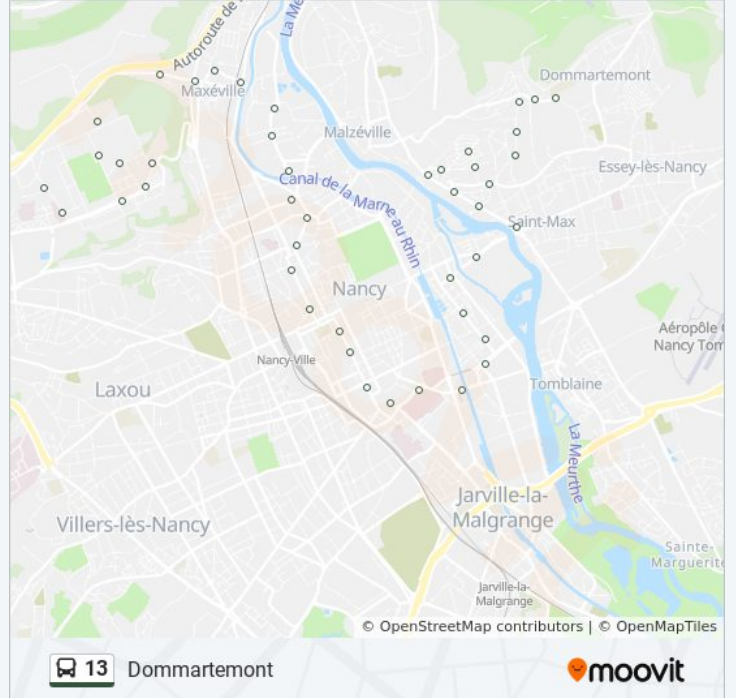 La Me
Autoroute de
Maxéville
Dommartemont
Malzéville
Essey-lès-Nancy
Canal de la Marne au Rhin
Saint-Max
Nancy
Aéropôle
Nancy Tom
Nancy-Ville
Laxou
Tomblaine
La Meurthe
Jarville-la-
Malgrange
Villers-lès-Nancy
Sainte-
Marguerite
Jarville-la-
Malgrange
© OpenStreetMap contributors | © OpenMapTiles
13 Dommartemont
moovit